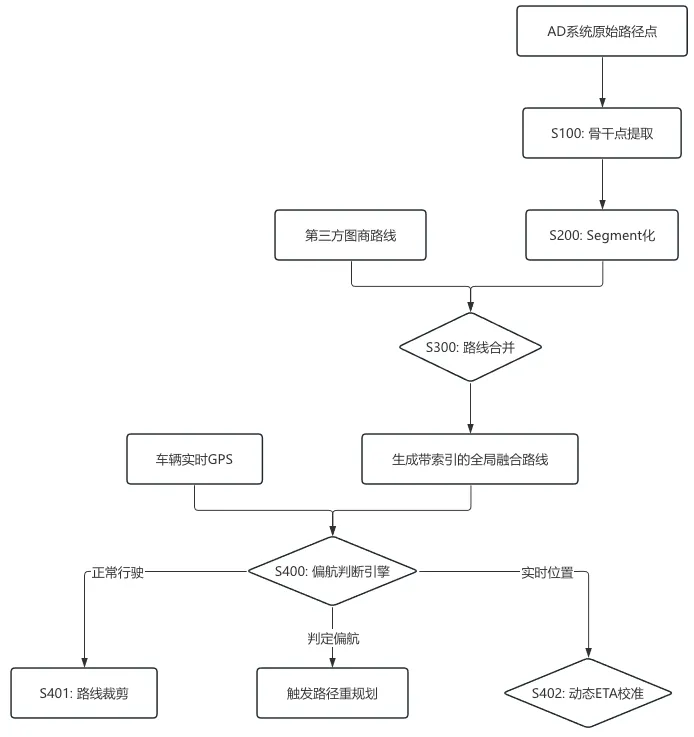 AD系统原始路径点
S100: 骨干点提取
第三方图商路线
S200: Segment化
S300: 路线合并
车辆实时GPS
生成带索引的全局融合路线
S400: 偏航判断引擎
正常行驶
实时位置
判定偏航
S401: 路线裁剪
触发路径重规划
S402: 动态ETA校准